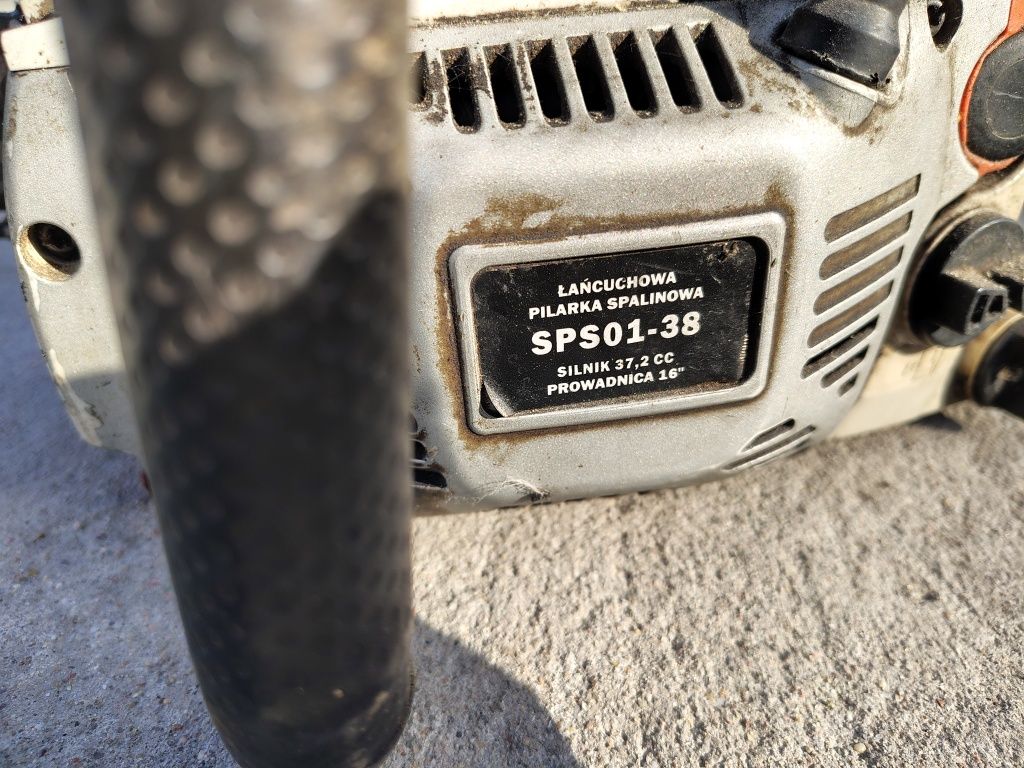 ŁAŃCUCHOWA
PILARKA SPALINOWA
SPS01-38
SILNIK 37,2 CC
PROWADNICA 16"